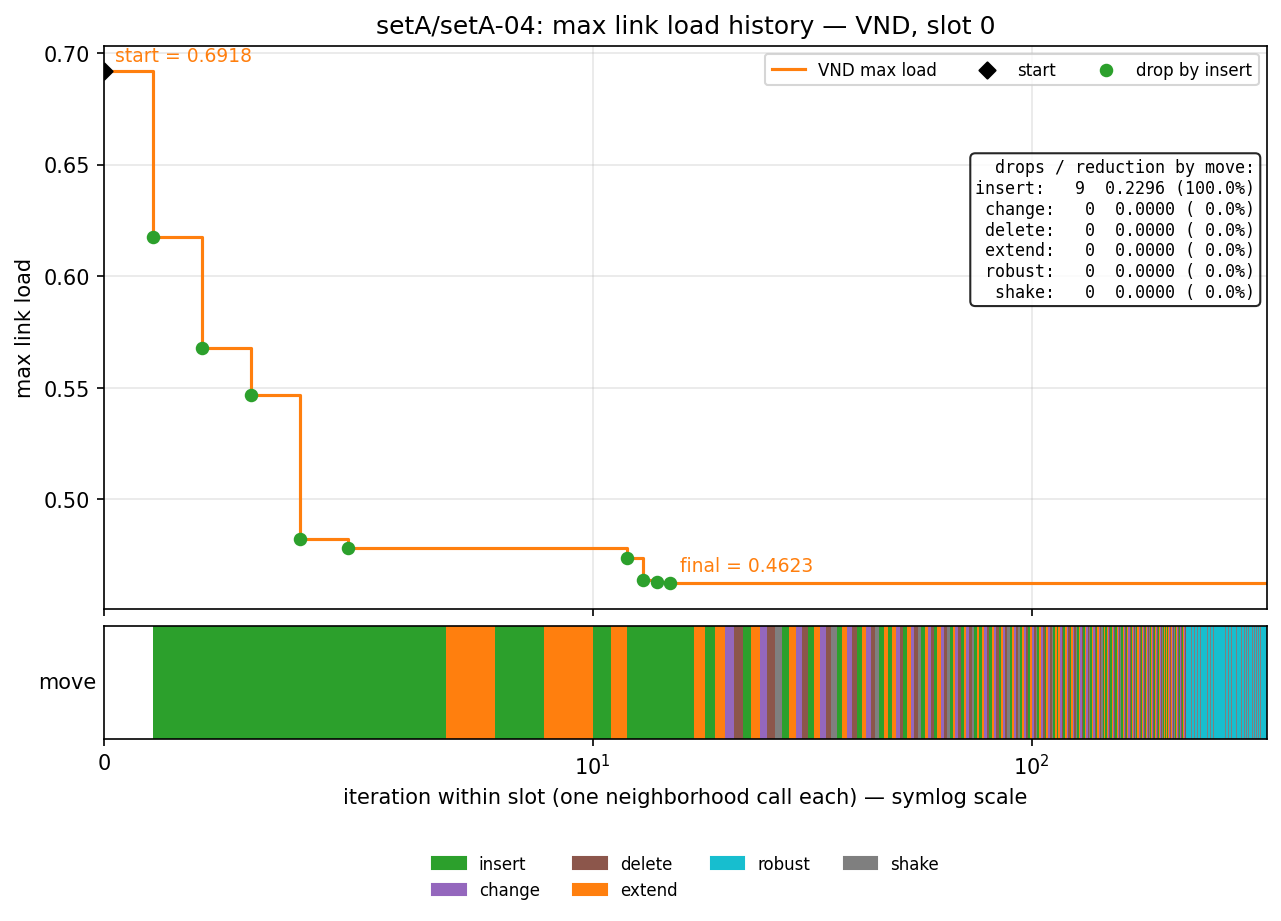 setA/setA-04: max link load history — VND, slot 0
start = 0.6918
VND max load start drop by insert
drops / reduction by move:
insert: 9 0.2296 (100.0%)
change: 0 0.0000 ( 0.0%)
delete: 0 0.0000 ( 0.0%)
extend: 0 0.0000 ( 0.0%)
robust: 0 0.0000 ( 0.0%)
shake: 0 0.0000 ( 0.0%)
0.70
0.65
0.60
0.55
0.50
max link load
final = 0.4623
move
0 10¹ 10²
iteration within slot (one neighborhood call each) — symlog scale
insert delete robust shake
change extend